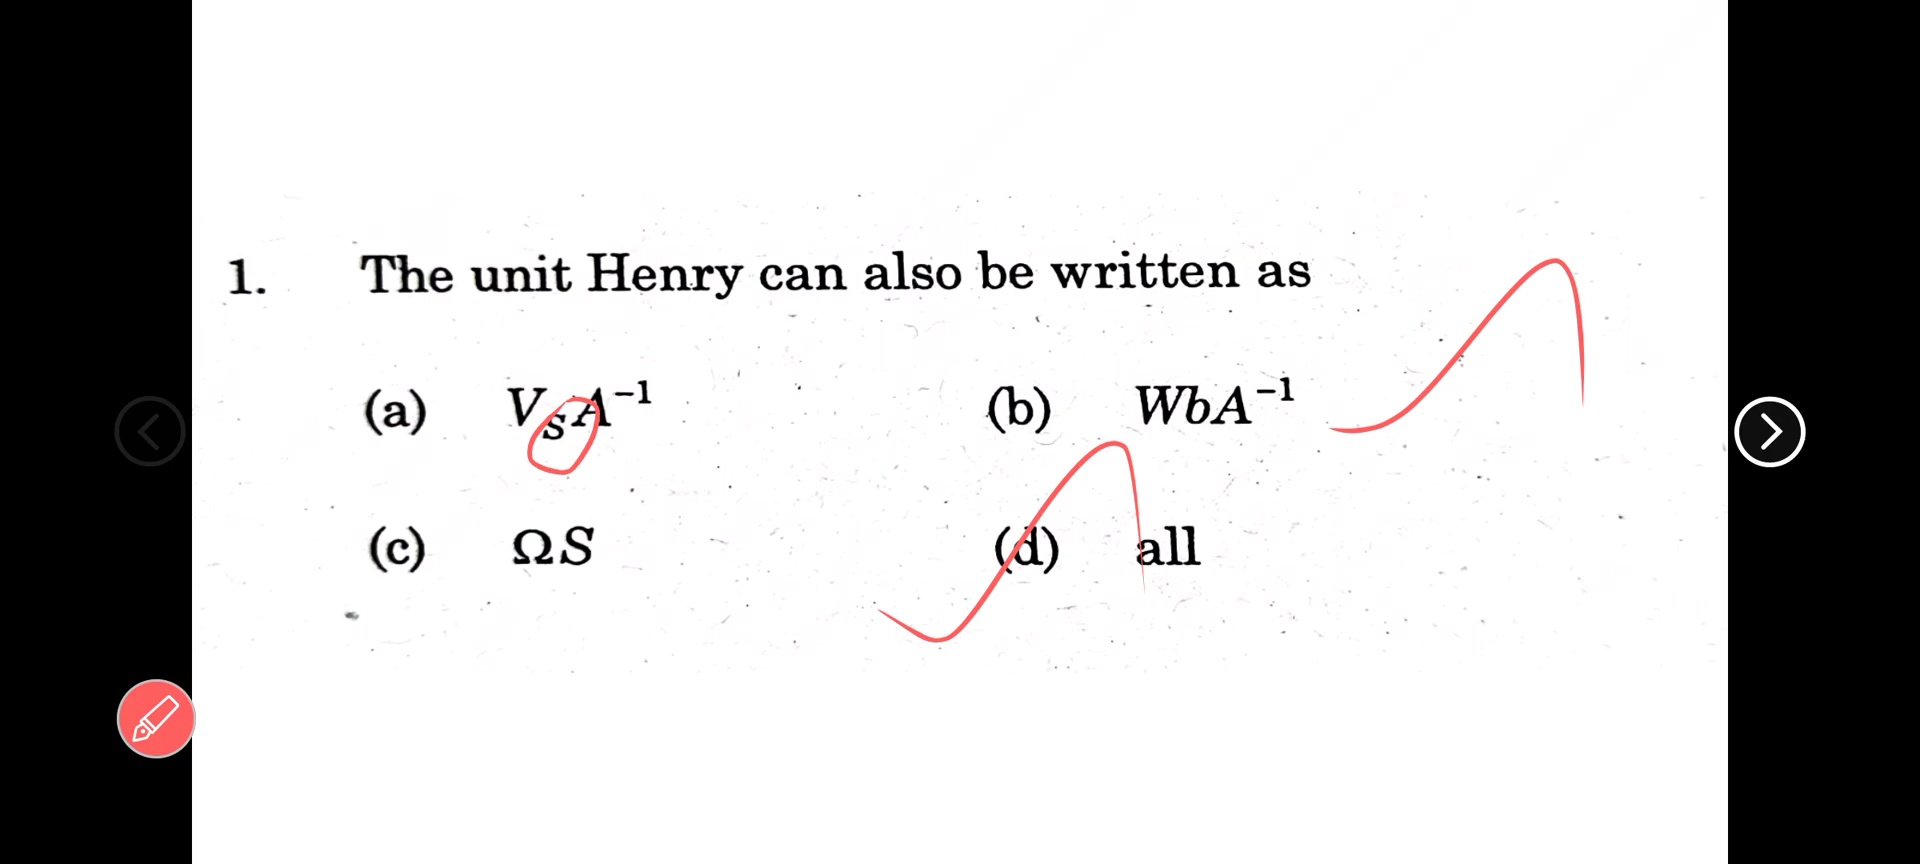 1. The unit Henry can also be written as
(a) VsA⁻¹ (b) WbA⁻¹
(c) ΩS (d) all